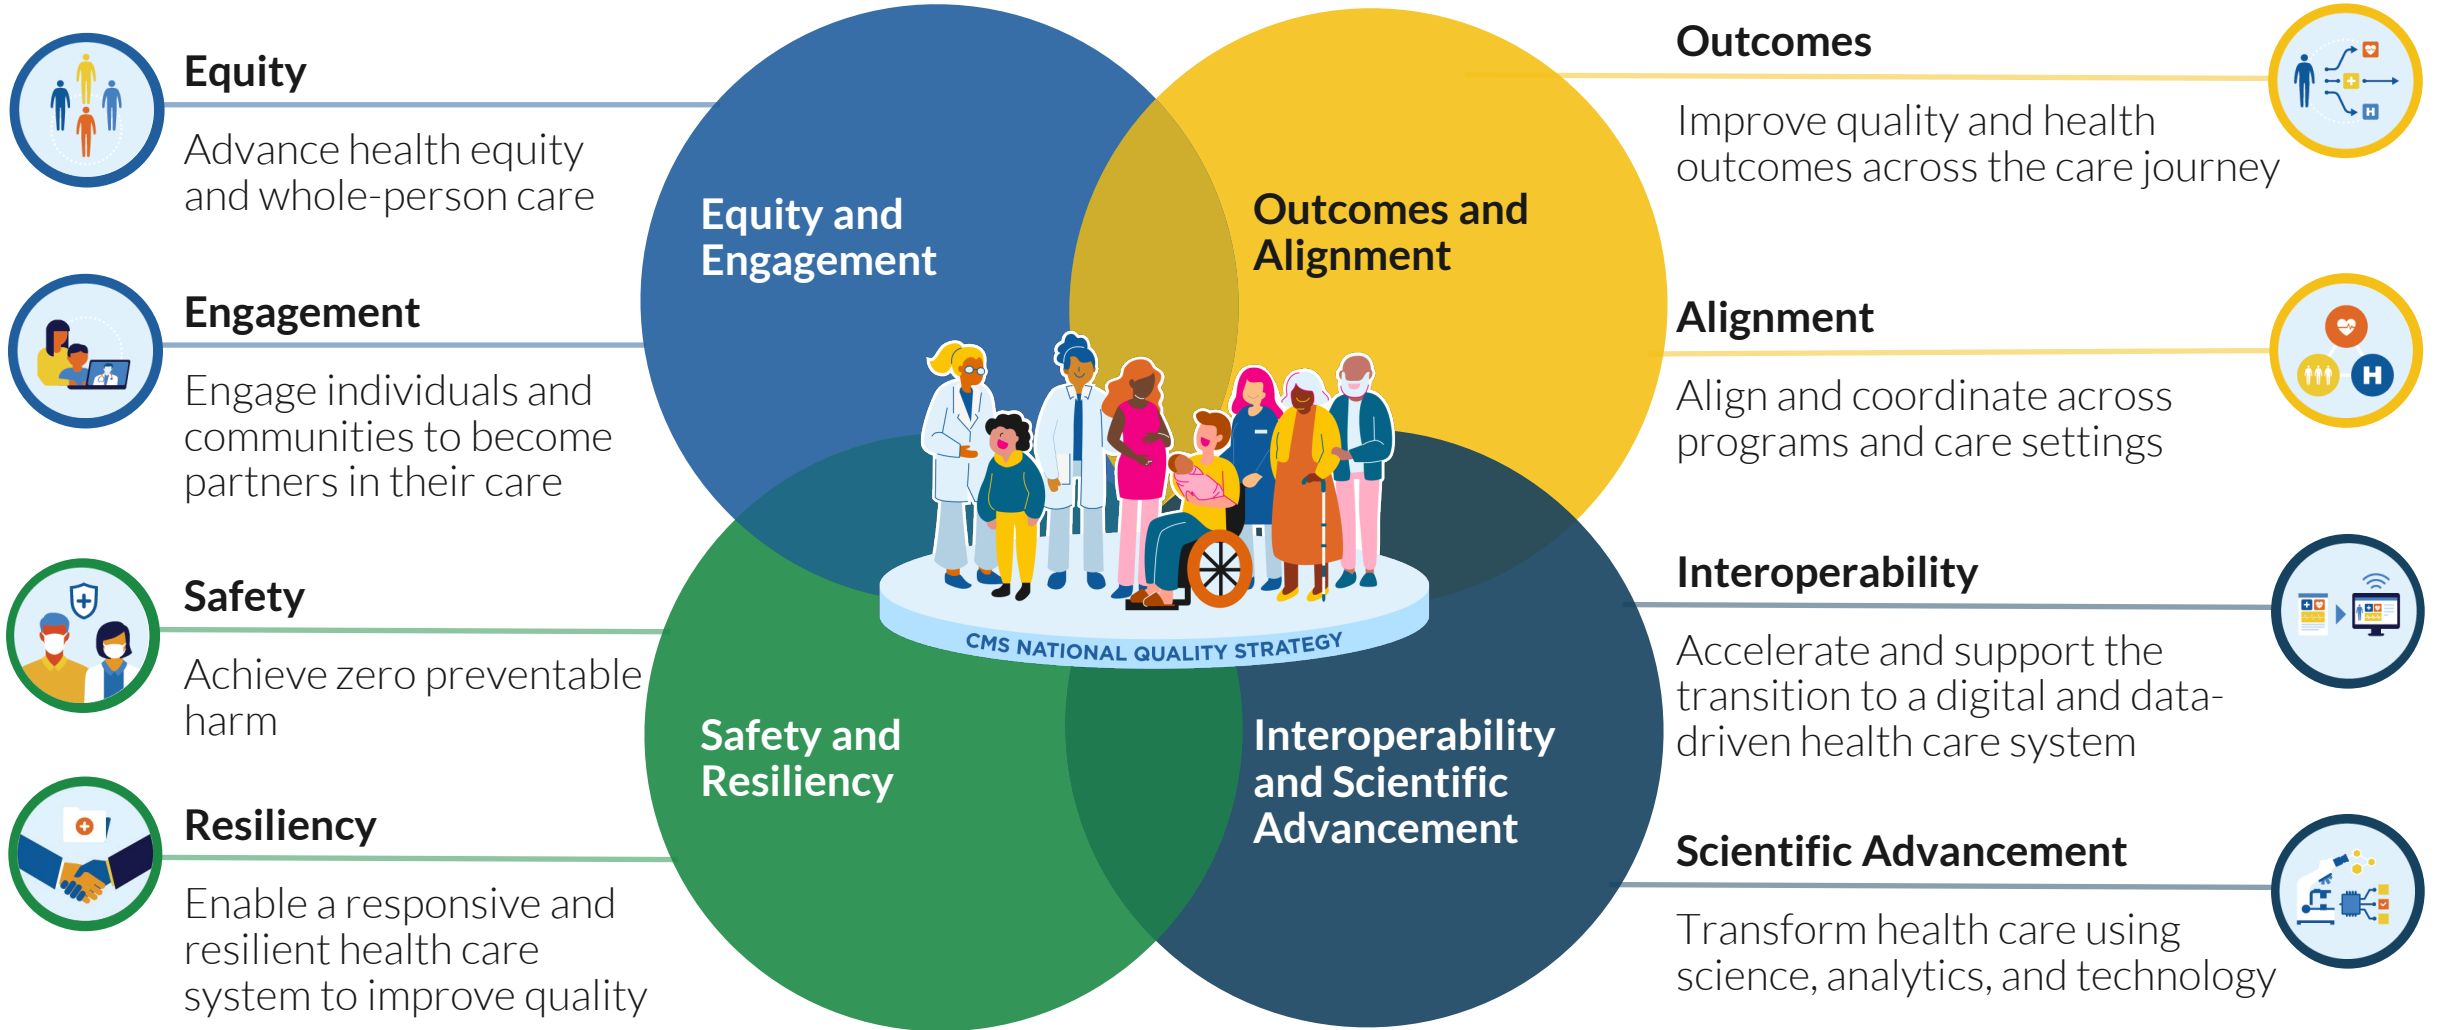 Equity
Advance health equity
and whole-person care
Engagement
Engage individuals and
communities to become
partners in their care
Safety
Achieve zero preventable
harm
Resiliency
Enable a responsive and
resilient health care
system to improve quality
Equity and
Engagement
Outcomes and
Alignment
CMS NATIONAL QUALITY STRATEGY
Safety and
Resiliency
Interoperability
and Scientific
Advancement
Outcomes
Improve quality and health
outcomes across the care journey
H
Alignment
Align and coordinate across
programs and care settings
H
Interoperability
Accelerate and support the
transition to a digital and data-
driven health care system
Scientific Advancement
Transform health care using
science, analytics, and technology